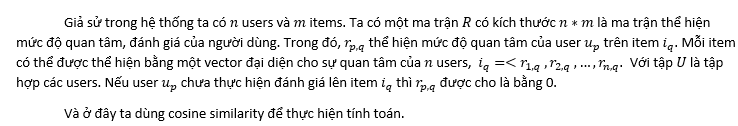 Giả sử trong hệ thống ta có n users và m items. Ta có một ma trận R có kích thước n * m là ma trận thể hiện
mức độ quan tâm, đánh giá của người dùng. Trong đó, r_{p,q} thể hiện mức độ quan tâm của user u_p trên item i_q. Mỗi item
có thể được thể hiện bằng một vector đại diện cho sự quan tâm của n users, i_q =< r_{1,q} , r_{2,q} , ..., r_{n,q}. Với tập U là tập
hợp các users. Nếu user u_p chưa thực hiện đánh giá lên item i_q thì r_{p,q} được cho là bằng 0.
Và ở đây ta dùng cosine similarity để thực hiện tính toán.